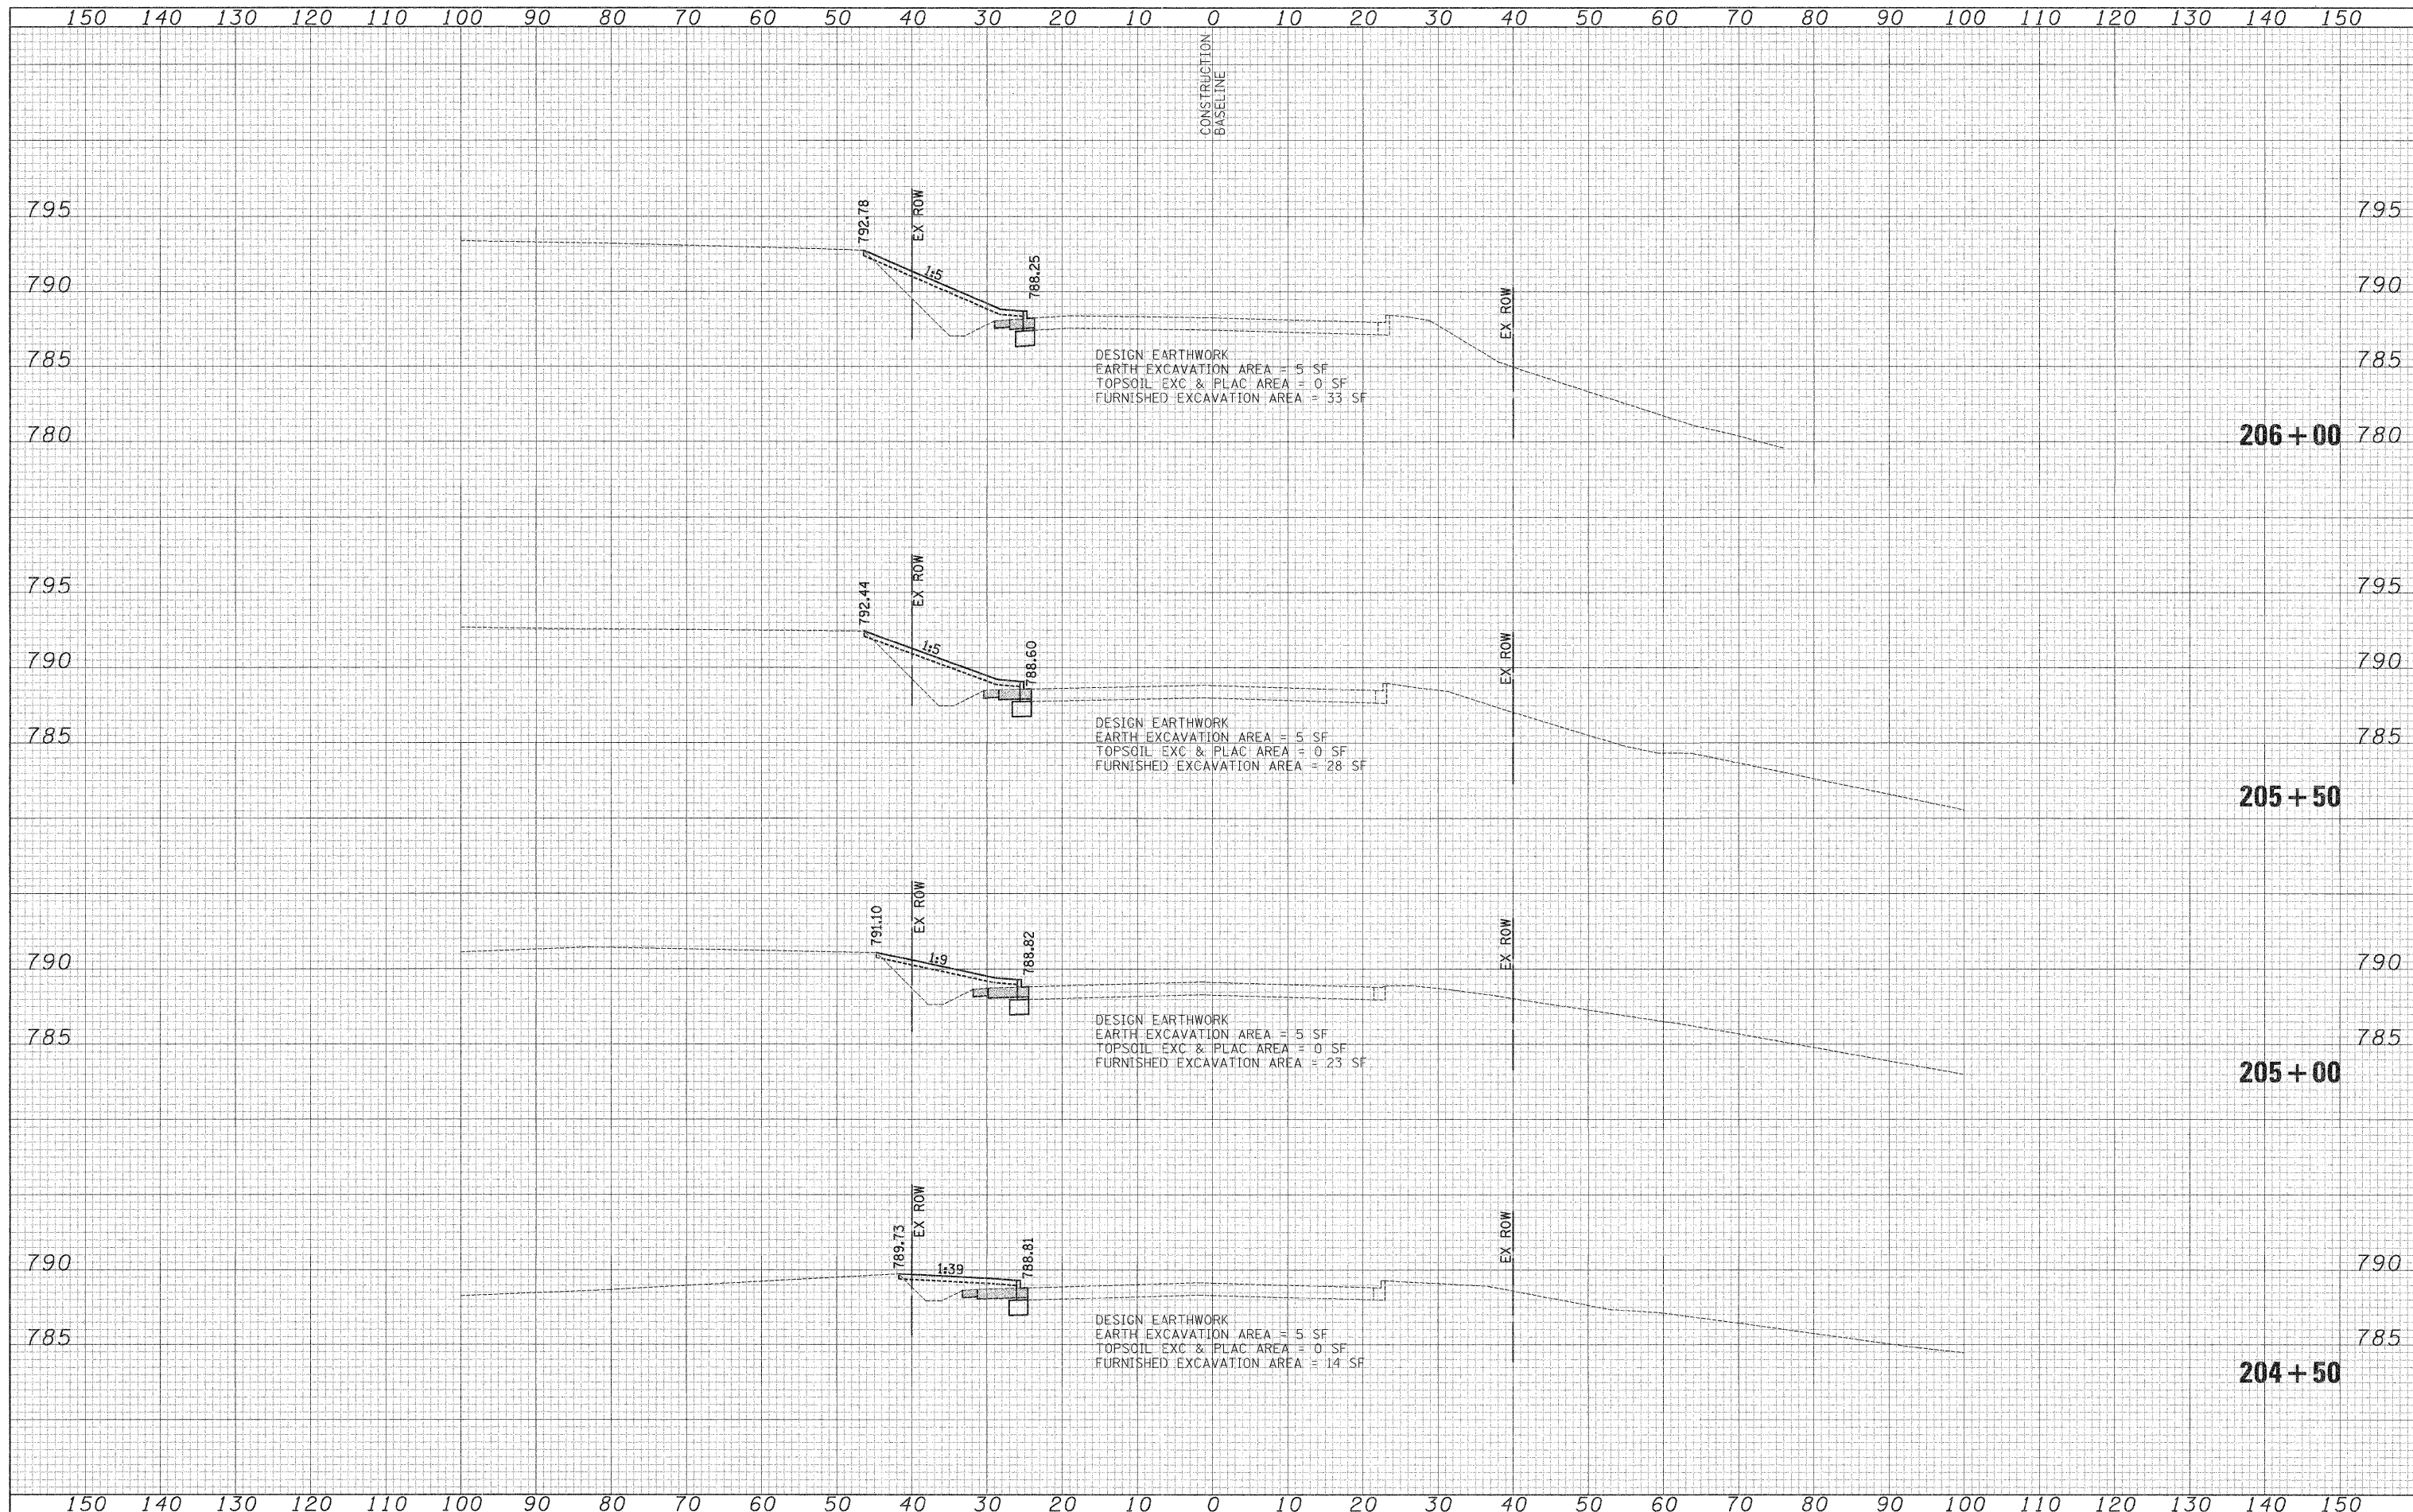 150 140 130 120 110 100 90 80 70 60 50 40 30 20 10 0 10 20 30 40 50 60 70 80 90 100 110 120 130 140 150
CONSTRUCTION
BASELINE
795 795
792.78
EX ROW
1:5
788.25
790 790
EX ROW
785 785
DESIGN EARTHWORK
EARTH EXCAVATION AREA = 5 SF
TOPSOIL EXC & PLAC AREA = 0 SF
FURNISHED EXCAVATION AREA = 33 SF
780 206+00 780
795 795
792.44
EX ROW
1:5
788.60
790 790
EX ROW
785 785
DESIGN EARTHWORK
EARTH EXCAVATION AREA = 5 SF
TOPSOIL EXC & PLAC AREA = 0 SF
FURNISHED EXCAVATION AREA = 28 SF
205+50
791.10
EX ROW
1:9
788.82
790 790
EX ROW
785 785
DESIGN EARTHWORK
EARTH EXCAVATION AREA = 5 SF
TOPSOIL EXC & PLAC AREA = 0 SF
FURNISHED EXCAVATION AREA = 23 SF
205+00
789.73
EX ROW
1:39
788.81
790 790
EX ROW
785 785
DESIGN EARTHWORK
EARTH EXCAVATION AREA = 5 SF
TOPSOIL EXC & PLAC AREA = 0 SF
FURNISHED EXCAVATION AREA = 14 SF
204+50
150 140 130 120 110 100 90 80 70 60 50 40 30 20 10 0 10 20 30 40 50 60 70 80 90 100 110 120 130 140 150